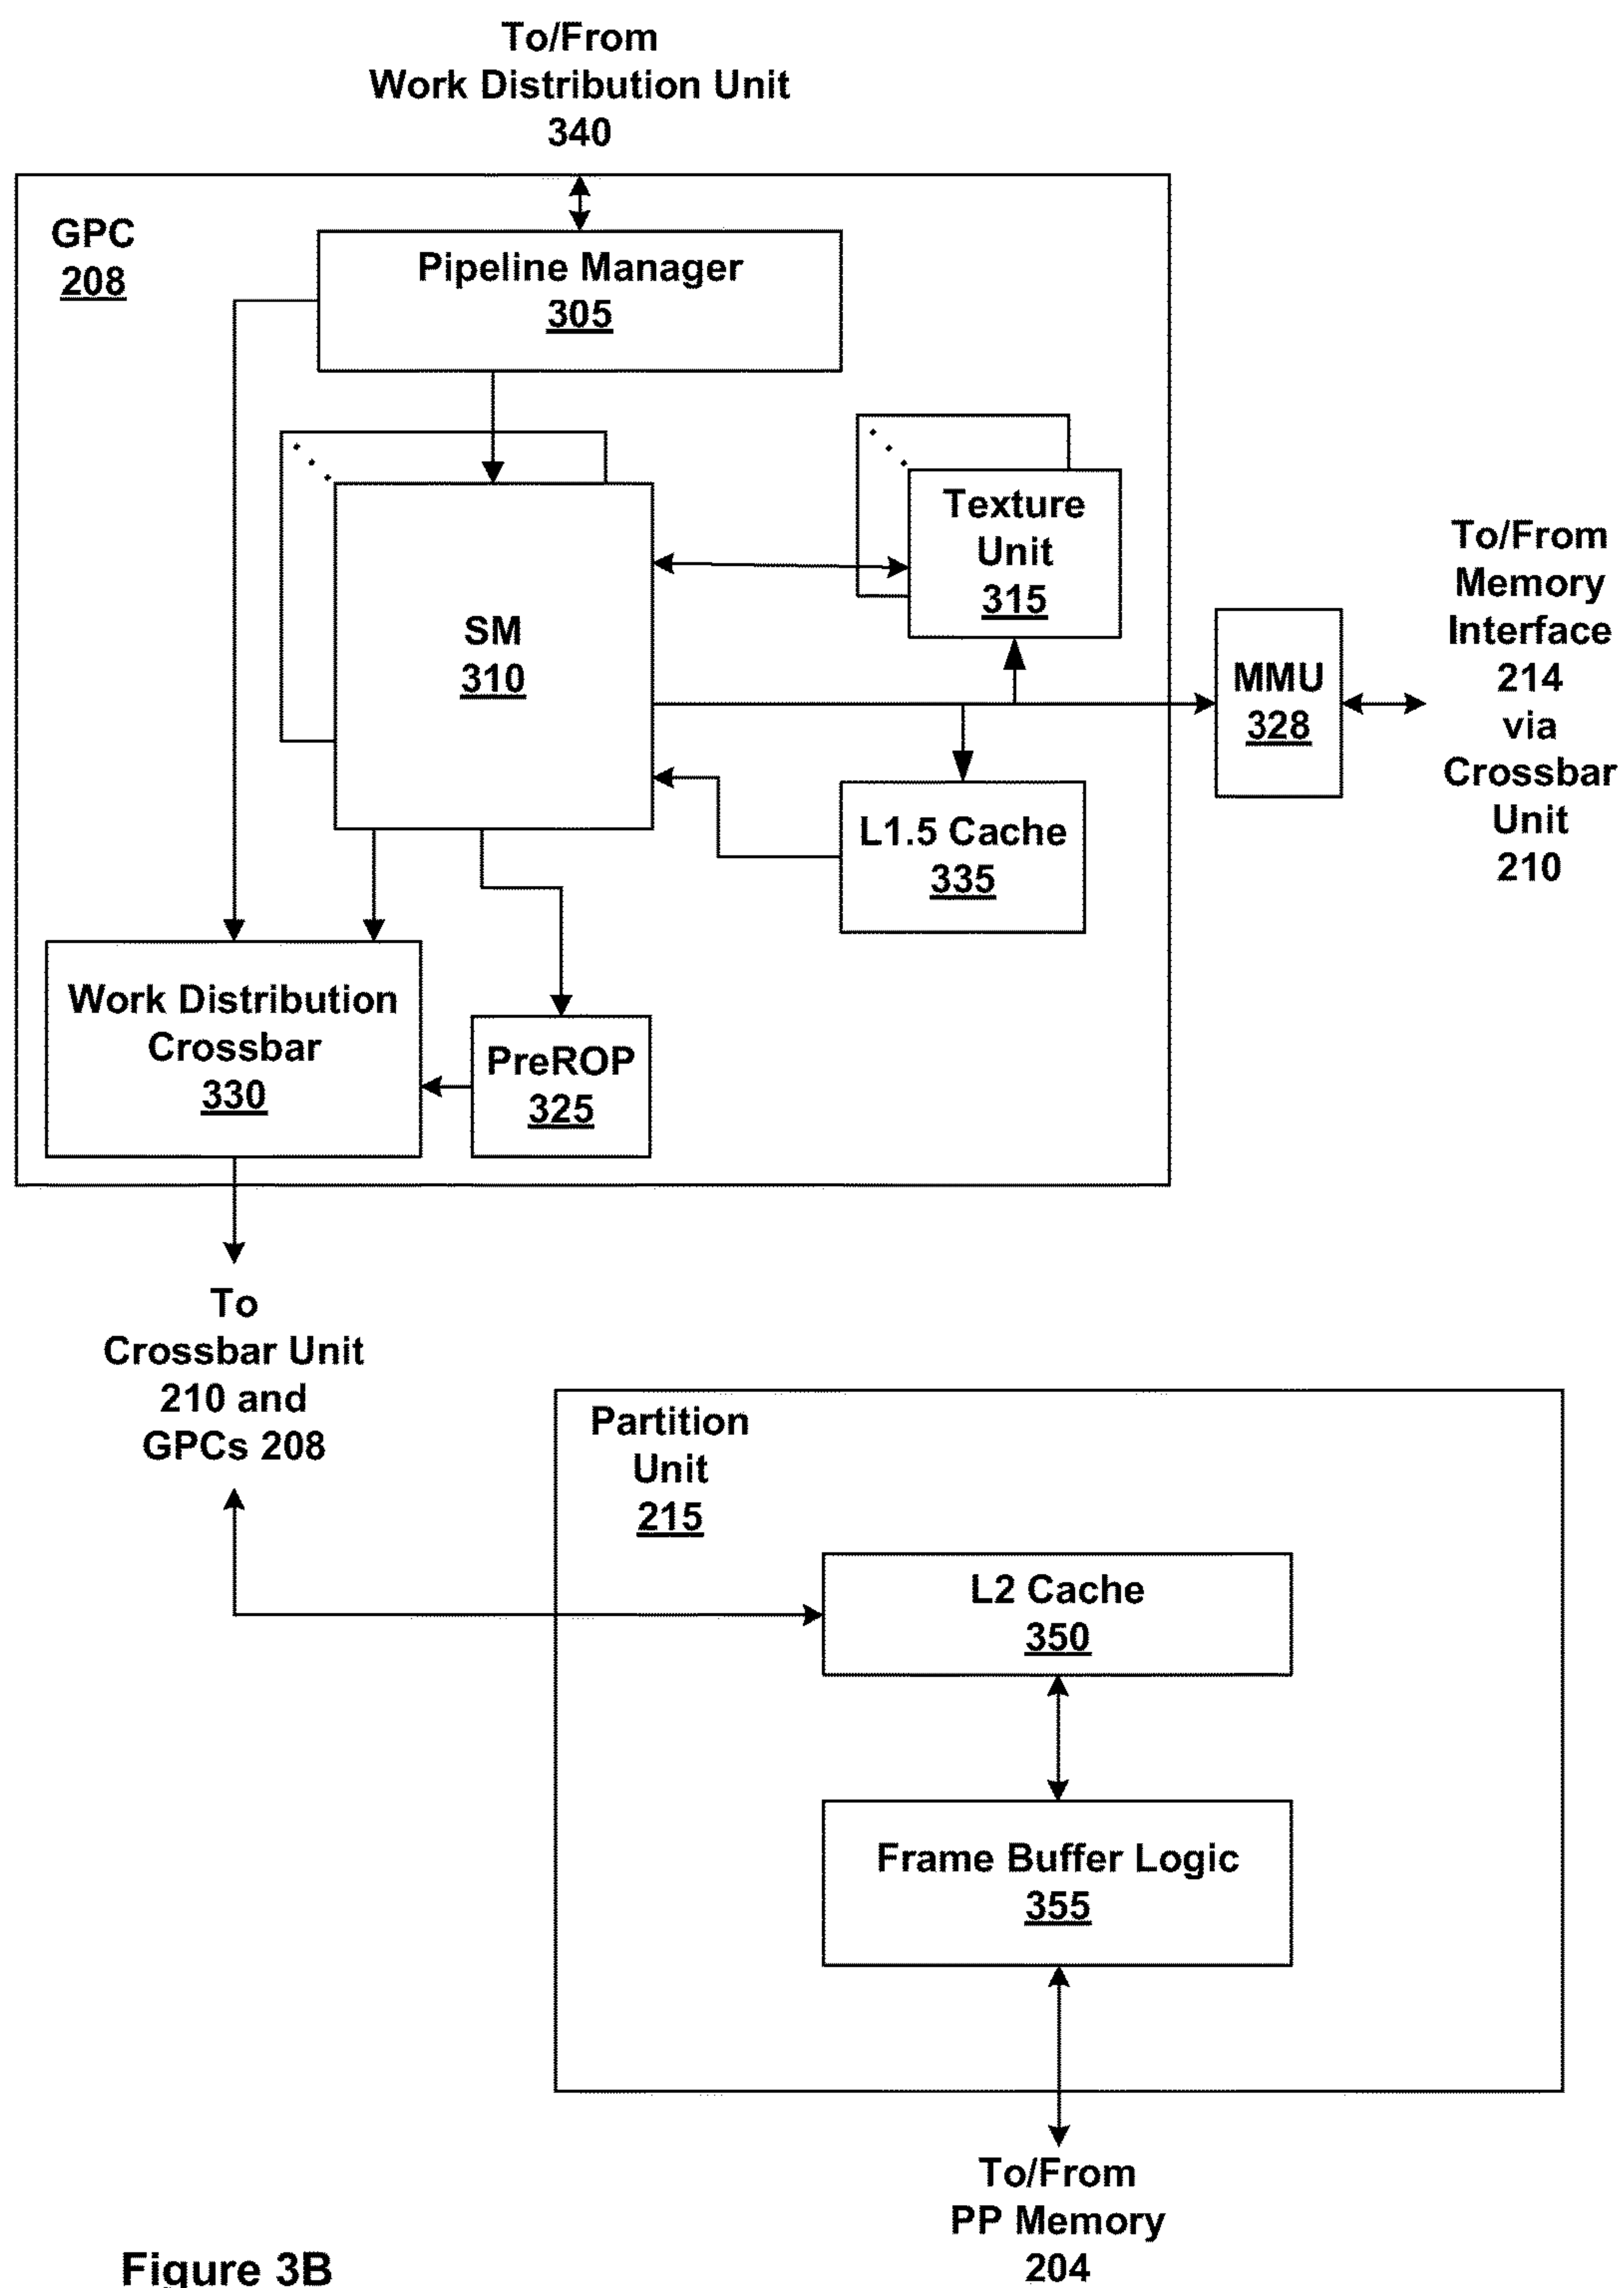 To/From
Work Distribution Unit
340
GPC
208
Pipeline Manager
305
Texture
Unit
315
SM
310
To/From
Memory
Interface
214
via
Crossbar
Unit
210
MMU
328
L1.5 Cache
335
Work Distribution
Crossbar
330
PreROP
325
To
Crossbar Unit
210 and
GPCs 208
Partition
Unit
215
L2 Cache
350
Frame Buffer Logic
355
To/From
PP Memory
204
Figure 3B